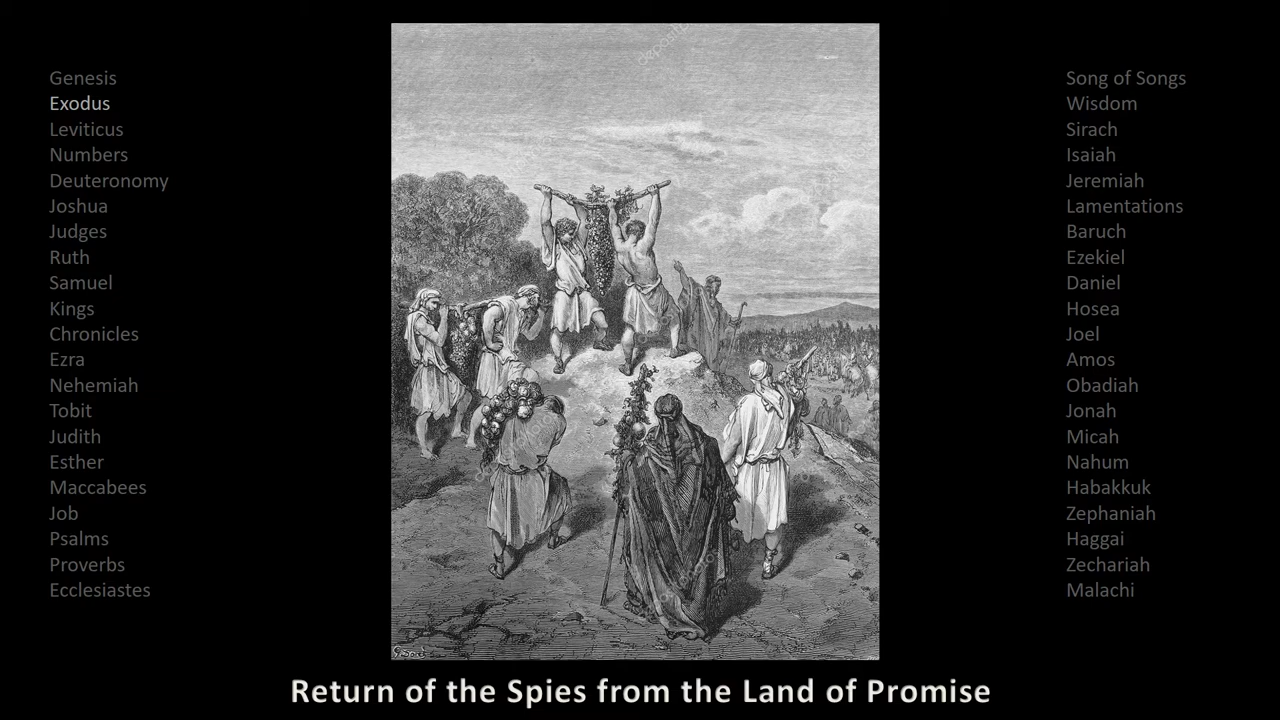 Genesis
Exodus
Leviticus
Numbers
Deuteronomy
Joshua
Judges
Ruth
Samuel
Kings
Chronicles
Ezra
Nehemiah
Tobit
Judith
Esther
Maccabees
Job
Psalms
Proverbs
Ecclesiastes
Song of Songs
Wisdom
Sirach
Isaiah
Jeremiah
Lamentations
Baruch
Ezekiel
Daniel
Hosea
Joel
Amos
Obadiah
Jonah
Micah
Nahum
Habakkuk
Zephaniah
Haggai
Zechariah
Malachi
Return of the Spies from the Land of Promise